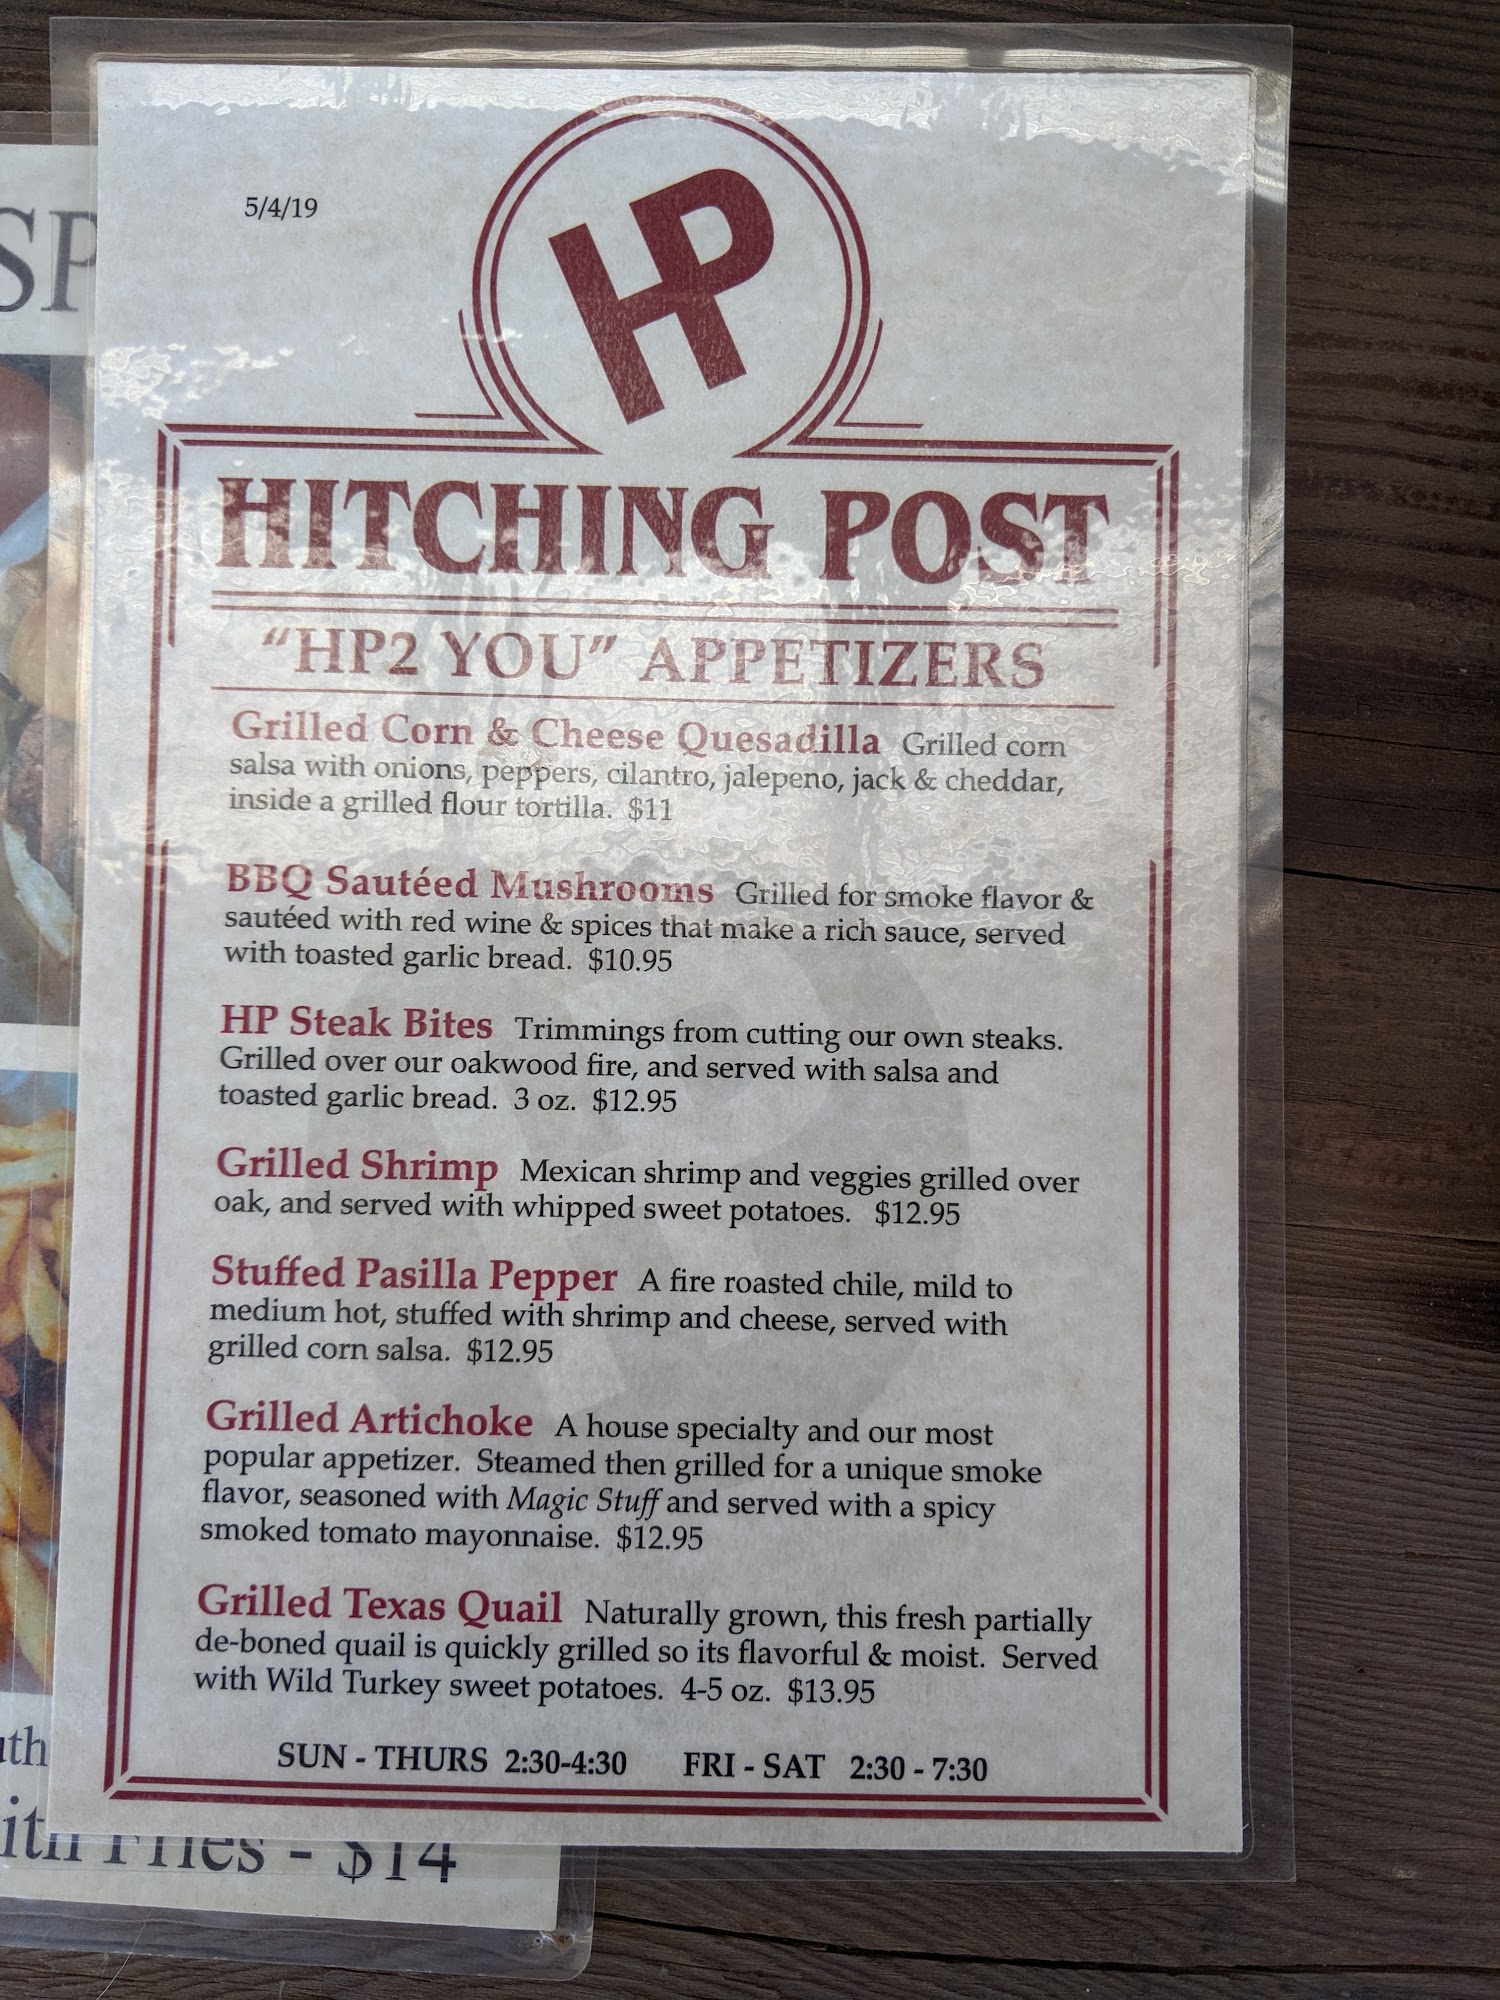 5/4/19
HP
HITCHING POST
"HP2 YOU" APPETIZERS
Grilled Corn & Cheese Quesadilla Grilled corn
salsa with onions, peppers, cilantro, jalepeno, jack & cheddar,
inside a grilled flour tortilla. $11
BBQ Sautéed Mushrooms Grilled for smoke flavor &
sautéed with red wine & spices that make a rich sauce, served
with toasted garlic bread. $10.95
HP Steak Bites Trimmings from cutting our own steaks.
Grilled over our oakwood fire, and served with salsa and
toasted garlic bread. 3 oz. $12.95
Grilled Shrimp Mexican shrimp and veggies grilled over
oak, and served with whipped sweet potatoes. $12.95
Stuffed Pasilla Pepper A fire roasted chile, mild to
medium hot, stuffed with shrimp and cheese, served with
grilled corn salsa. $12.95
Grilled Artichoke A house specialty and our most
popular appetizer. Steamed then grilled for a unique smoke
flavor, seasoned with Magic Stuff and served with a spicy
smoked tomato mayonnaise. $12.95
Grilled Texas Quail Naturally grown, this fresh partially
de-boned quail is quickly grilled so its flavorful & moist. Served
with Wild Turkey sweet potatoes. 4-5 oz. $13.95
SUN - THURS 2:30-4:30 FRI - SAT 2:30 - 7:30
SP
Fries - $14